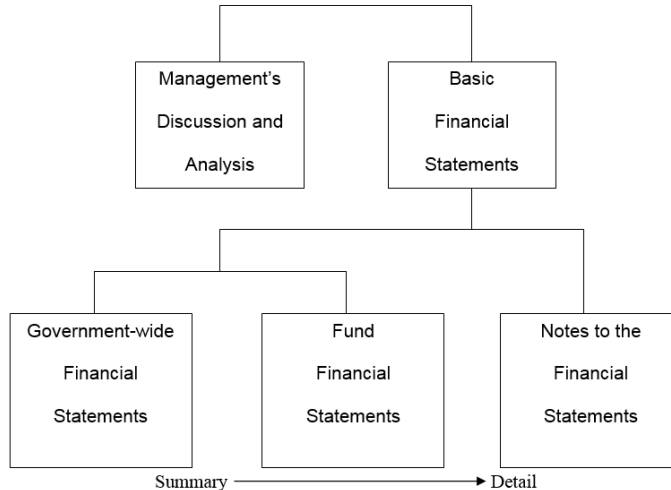 Management's
Discussion and
Analysis
Basic
Financial
Statements
Government-wide
Financial
Statements
Fund
Financial
Statements
Notes to the
Financial
Statements
Summary
Detail